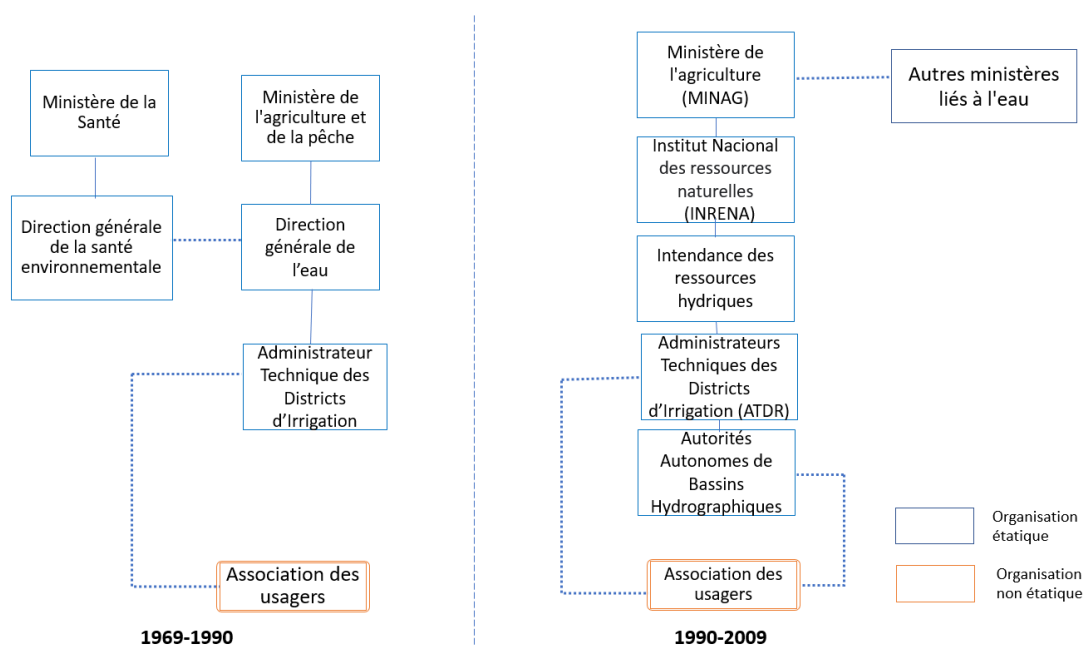 Ministère de la
Santé
Ministère de
l'agriculture et
de la pêche
Direction générale
de la santé
environnementale
Direction
générale de
l’eau
Administrateur
Technique des
Districts
d’Irrigation
Association des
usagers
1969-1990
Ministère de
l'agriculture
(MINAG)
Autres ministères
liés à l'eau
Institut Nacional
des ressources
naturelles
(INRENA)
Intendance des
ressources
hydriques
Administrateurs
Techniques des
Districts
d’Irrigation (ATDR)
Autorités
Autonomes de
Bassins
Hydrographiques
Association des
usagers
1990-2009
Organisation
étatique
Organisation
non étatique